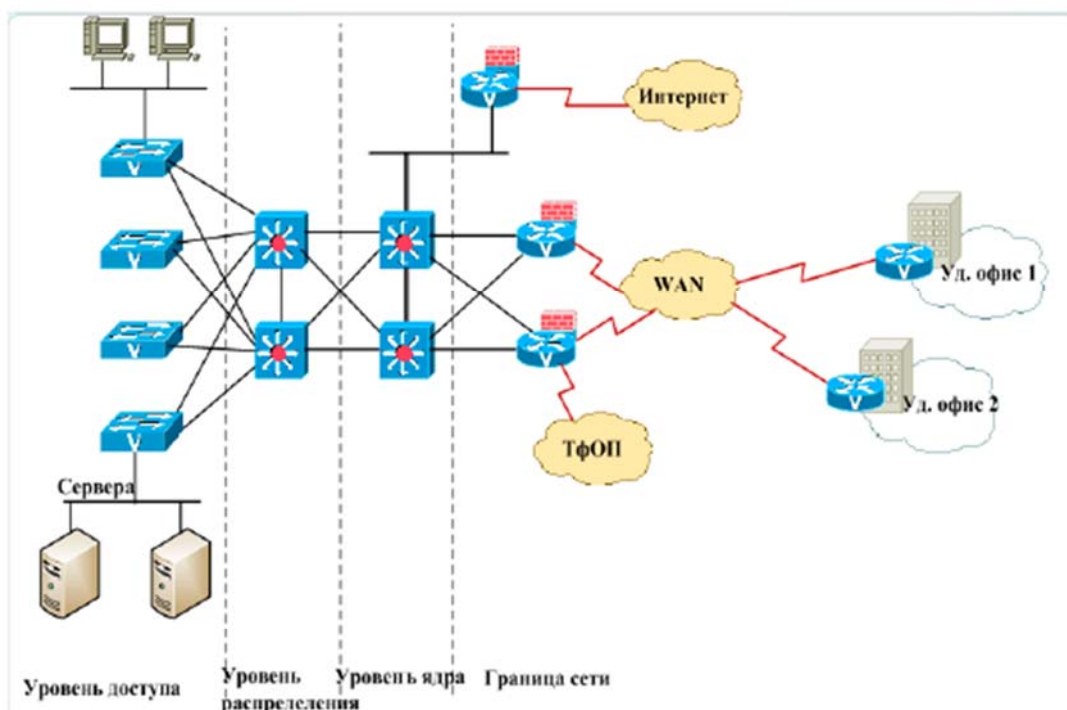 Интернет
WAN
Уд. офис 1
Уд. офис 2
ТфОП
Сервера
Уровень доступа
Уровень
распределения
Уровень ядра
Граница сети
V
V
V
V
V
V
V
V
V